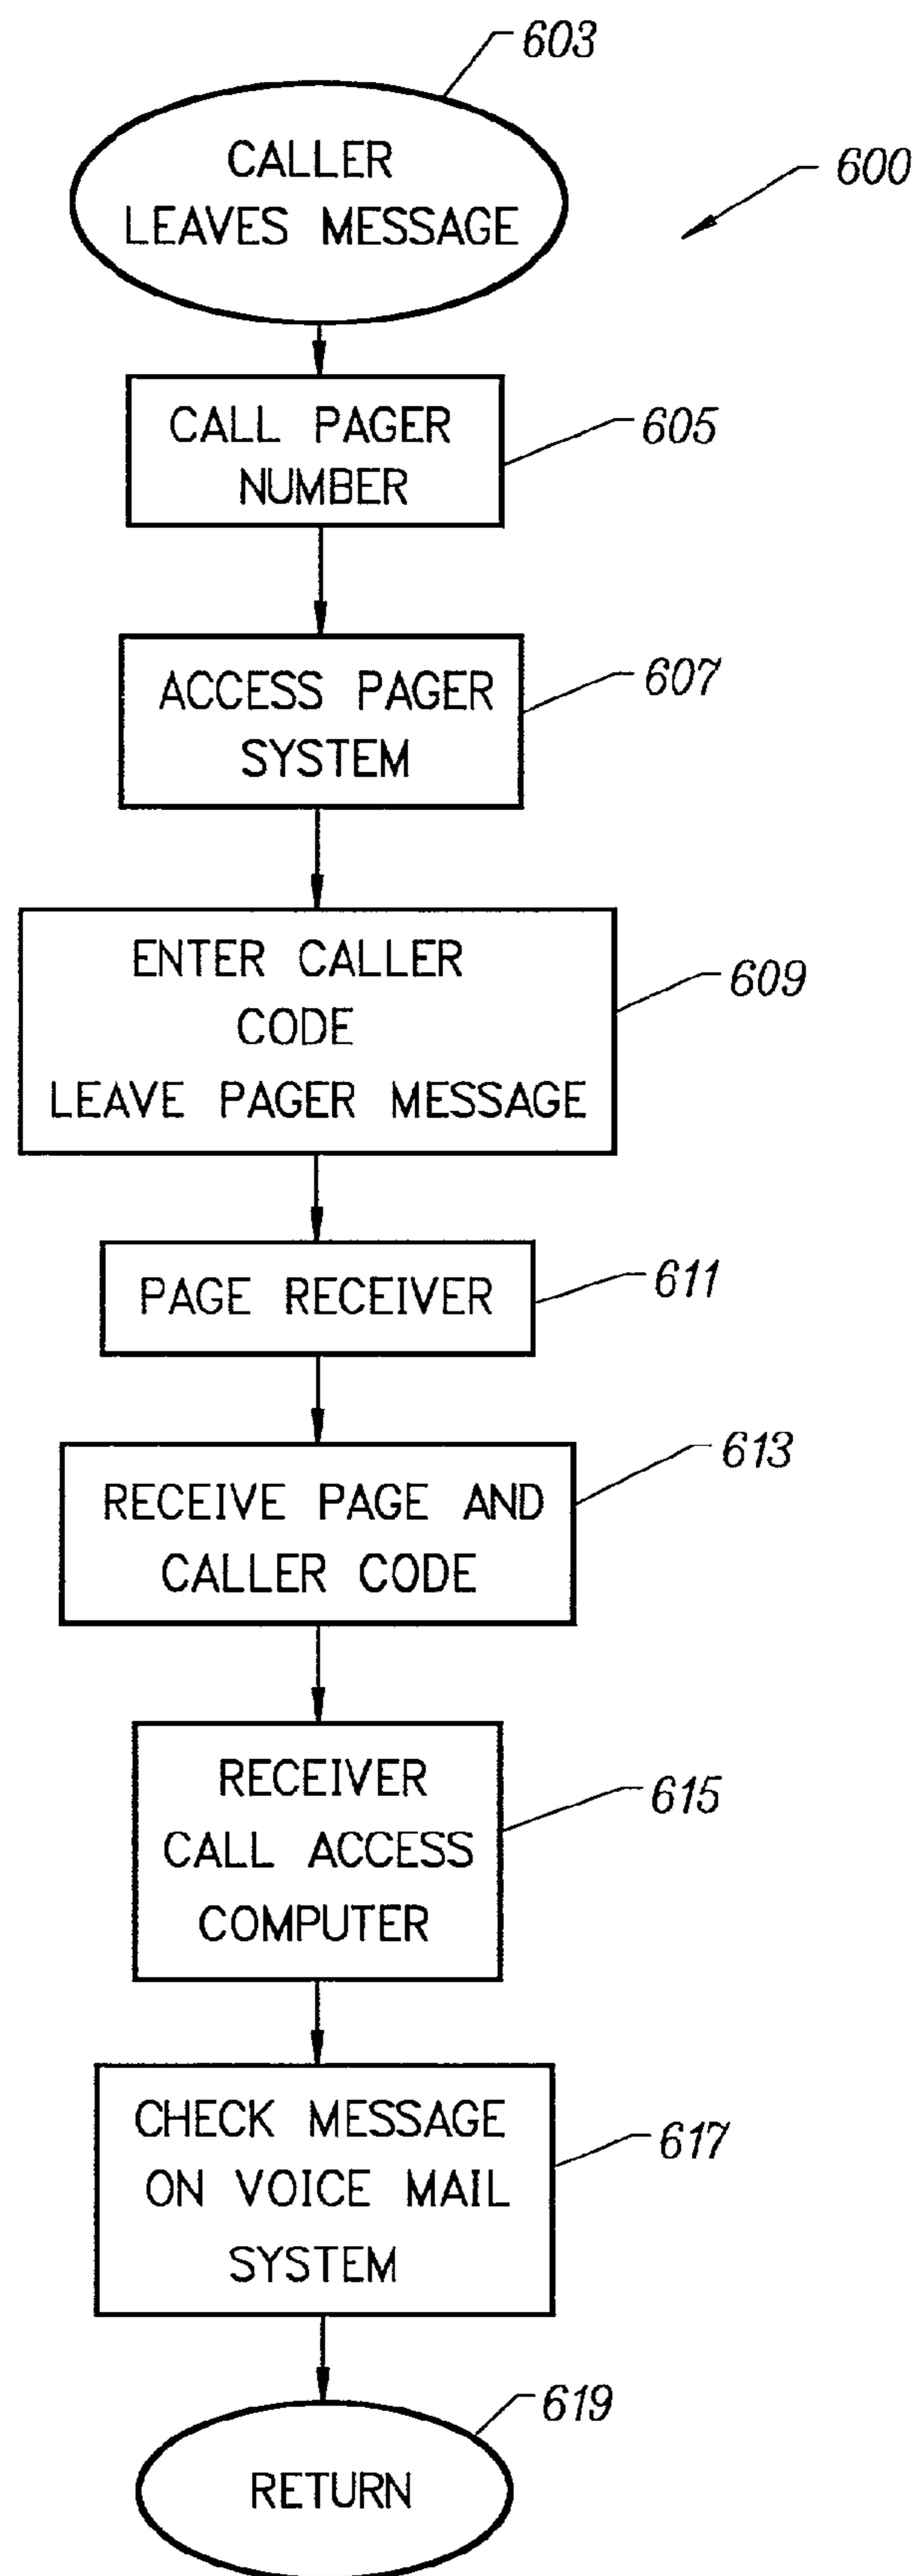 603
CALLER
LEAVES MESSAGE
600
CALL PAGER
NUMBER
605
ACCESS PAGER
SYSTEM
607
ENTER CALLER
CODE
LEAVE PAGER MESSAGE
609
PAGE RECEIVER
611
RECEIVE PAGE AND
CALLER CODE
613
RECEIVER
CALL ACCESS
COMPUTER
615
CHECK MESSAGE
ON VOICE MAIL
SYSTEM
617
619
RETURN